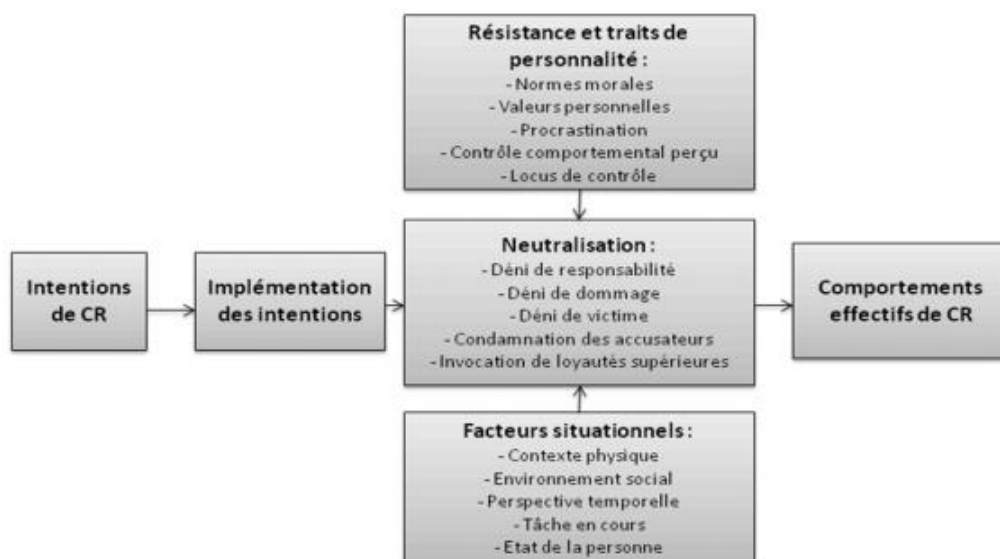 Résistance et traits de
personnalité :
- Normes morales
- Valeurs personnelles
- Procrastination
- Contrôle comportemental perçu
- Locus de contrôle
Intentions
de CR
Implémentation
des intentions
Neutralisation :
- Déni de responsabilité
- Déni de dommage
- Déni de victime
- Condamnation des accusateurs
- Invocation de loyautés supérieures
Comportements
effectifs de CR
Facteurs situationnels :
- Contexte physique
- Environnement social
- Perspective temporelle
- Tâche en cours
- Etat de la personne